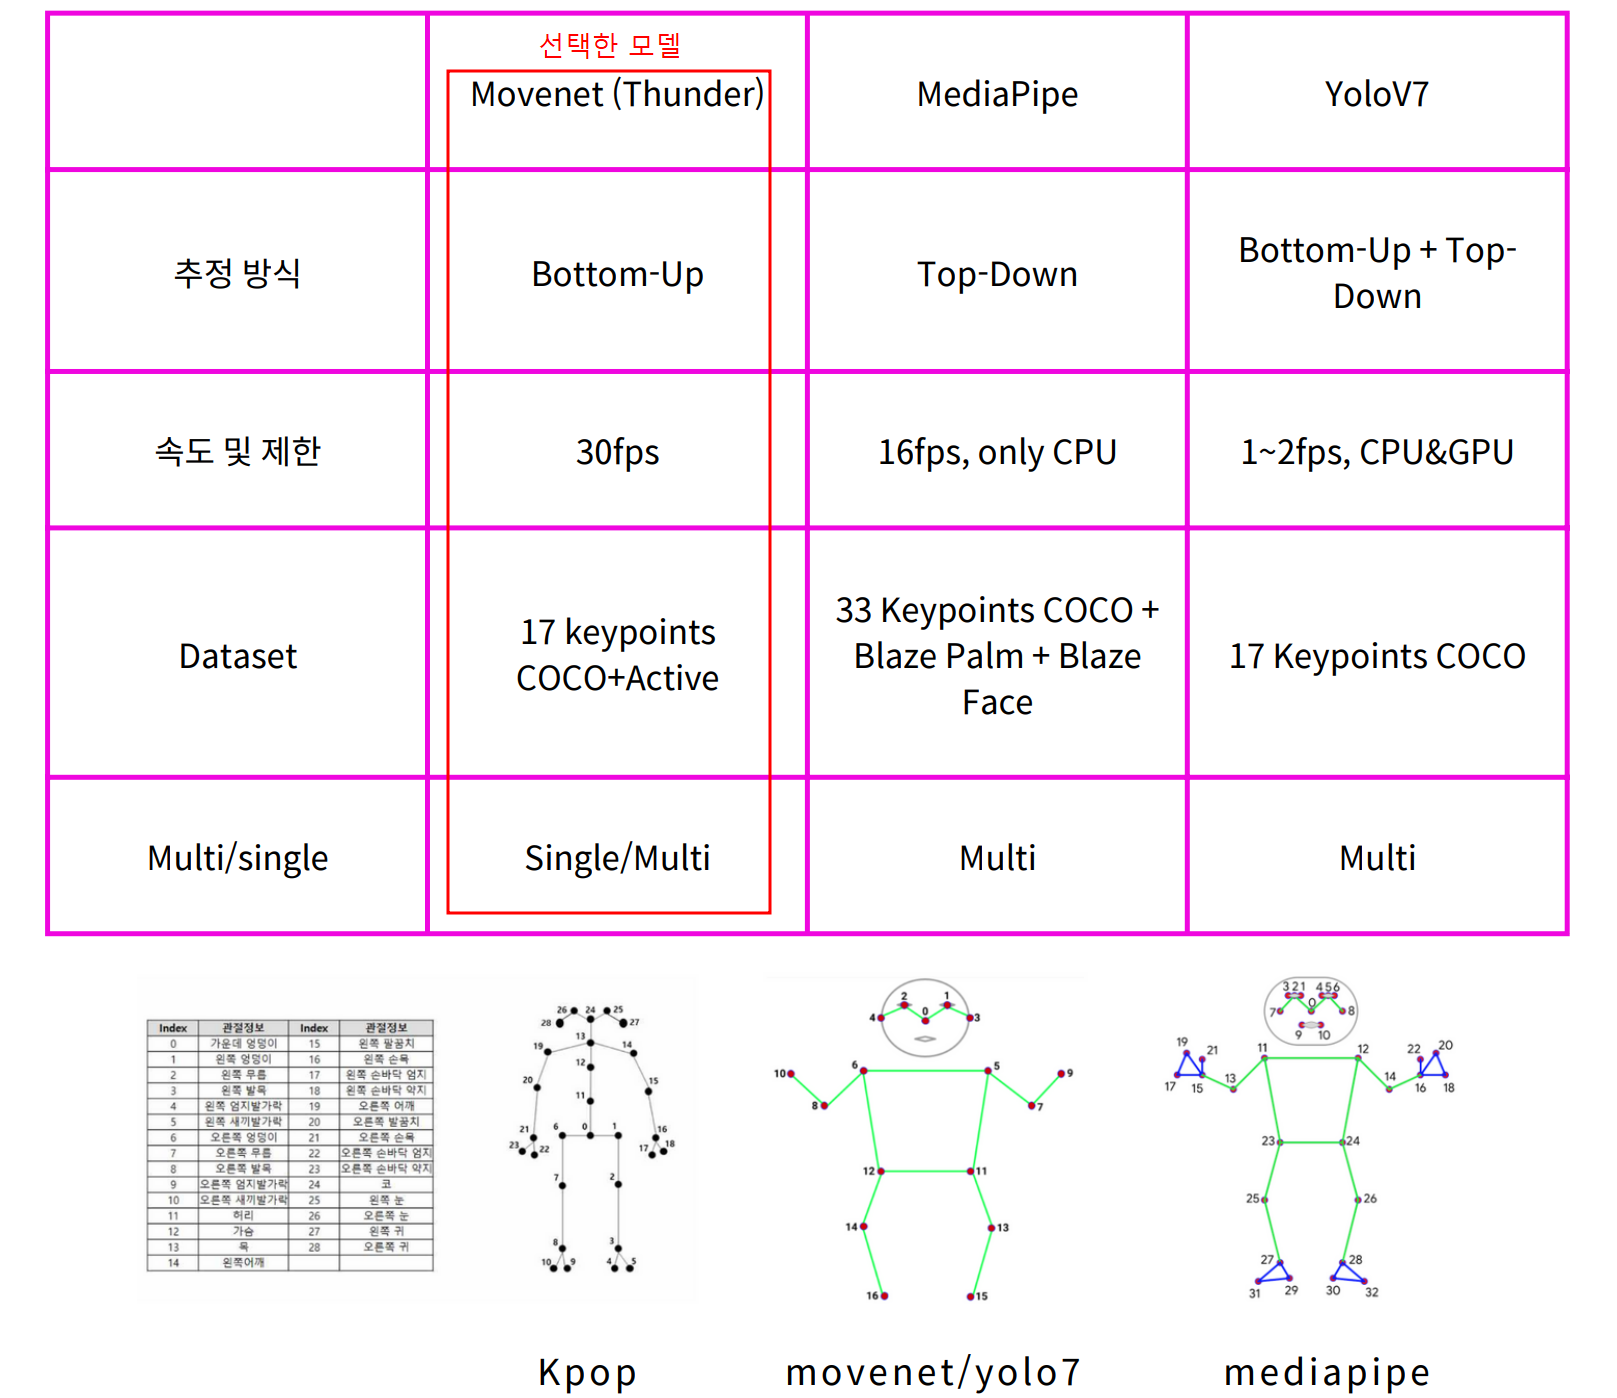 선택한 모델
Movenet (Thunder)
MediaPipe
YoloV7
추정 방식
Bottom-Up
Top-Down
Bottom-Up + Top-
Down
속도 및 제한
30fps
16fps, only CPU
1~2fps, CPU&GPU
Dataset
17 keypoints
COCO+Active
33 Keypoints COCO +
Blaze Palm + Blaze
Face
17 Keypoints COCO
Multi/single
Single/Multi
Multi
Multi
Index 관절정보 Index 관절정보
0 가운데 엉덩이 15 왼쪽 팔꿈치
1 왼쪽 엉덩이 16 왼쪽 손목
2 왼쪽 무릎 17 왼쪽 손바닥 엄지
3 왼쪽 발목 18 왼쪽 손바닥 약지
4 왼쪽 엄지발가락 19 오른쪽 어깨
5 왼쪽 새끼발가락 20 오른쪽 팔꿈치
6 오른쪽 엉덩이 21 오른쪽 손목
7 오른쪽 무릎 22 오른쪽 손바닥 엄지
8 오른쪽 발목 23 오른쪽 손바닥 약지
9 오른쪽 엄지발가락 24 코
10 오른쪽 새끼발가락 25 왼쪽 눈
11 허리 26 오른쪽 눈
12 가슴 27 왼쪽 귀
13 목 28 오른쪽 귀
14 왼쪽어깨
26 24 25
28 27
13
19 14
12
20 15
11
6 0 1
21 16
23 22 17 18
7 2
8 3
10 9 4 5
2 1
4 0 3
6 5
10 9
8 7
12 11
14 13
16 15
321 456
0
7 8
9 10
19 21 11 12 22 20
17 15 13 14 16 18
23 24
25 26
27 28
31 29 30 32
Kpop
movenet/yolo7
mediapipe